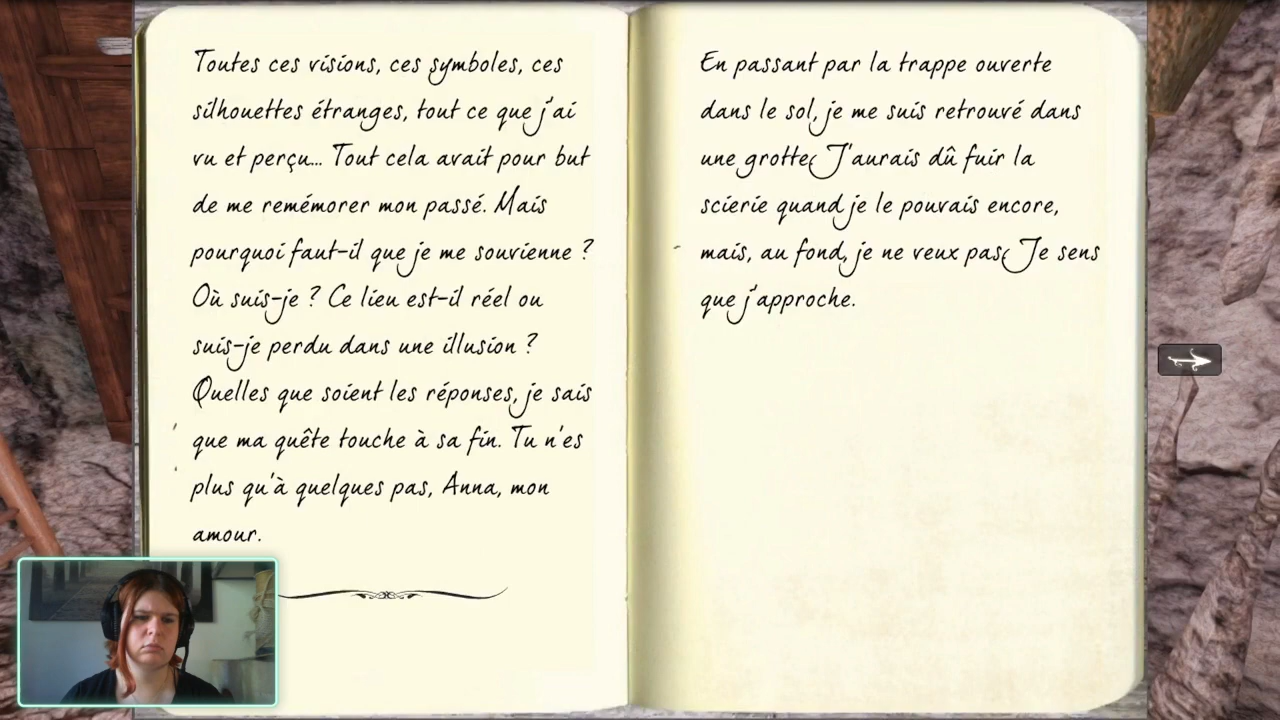 Toutes ces visions, ces symboles, ces
silhouettes étranges, tout ce que j'ai
vu et perçu... Tout cela avait pour but
de me remémorer mon passé. Mais
pourquoi faut-il que je me souvienne ?
Où suis-je ? Ce lieu est-il réel ou
suis-je perdu dans une illusion ?
Quelles que soient les réponses, je sais
que ma quête touche à sa fin. Tu n'es
plus qu'à quelques pas, Anna, mon
amour.
En passant par la trappe ouverte
dans le sol, je me suis retrouvé dans
une grotte. J'aurais dû fuir la
scierie quand je le pouvais encore,
mais, au fond, je ne veux pas. Je sens
que j'approche.